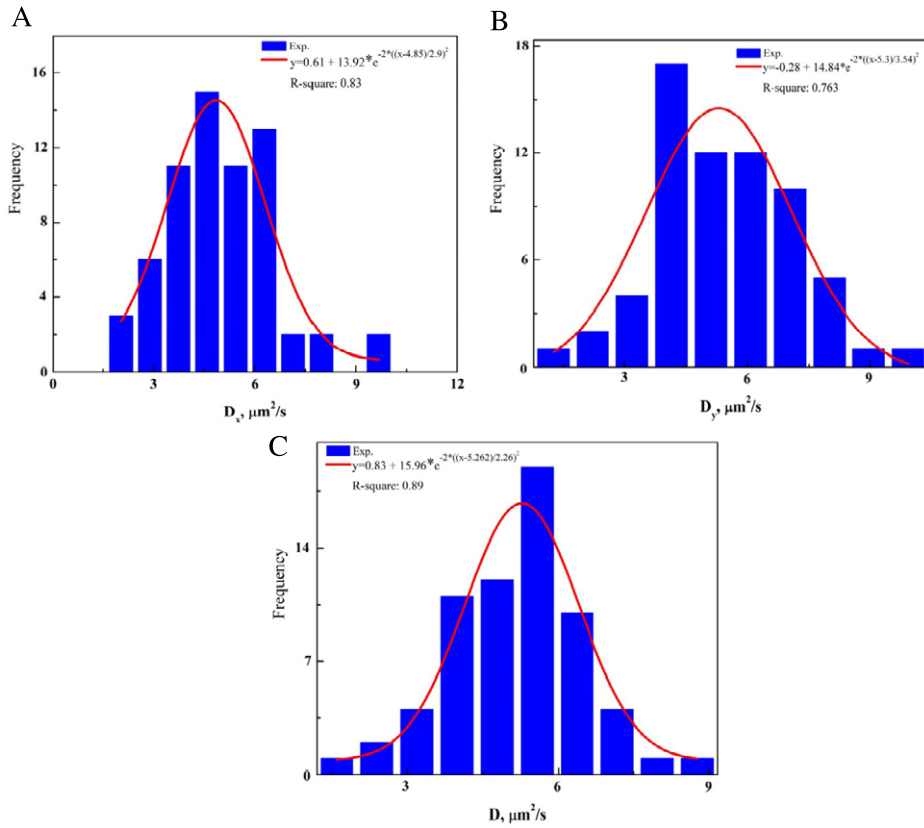 A
Exp.
y=0.61 + 13.92*e^-2*((x-4.85)/2.9)^2
R-square: 0.83
Frequency
16
12
8
4
0
0 3 6 9 12
D_x, μm²/s
B
Exp.
y=-0.28 + 14.84*e^-2*((x-5.3)/3.54)^2
R-square: 0.763
Frequency
18
12
6
0
3 6 9
D_y, μm²/s
C
Exp.
y=0.83 + 15.96*e^-2*((x-5.262)/2.26)^2
R-square: 0.89
Frequency
14
7
0
3 6 9
D, μm²/s